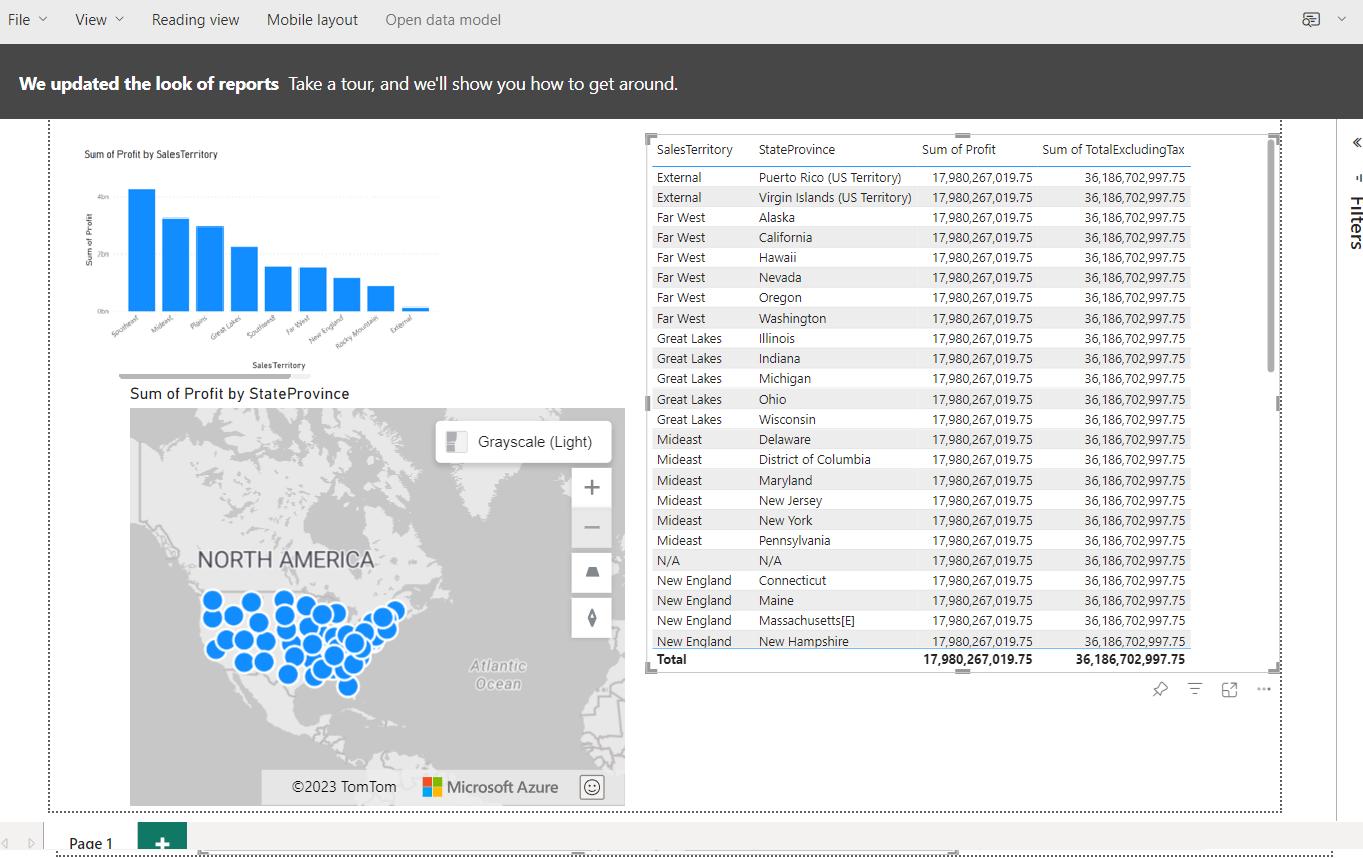 File View Reading view Mobile layout Open data model
We updated the look of reports Take a tour, and we'll show you how to get around.
Sum of Profit by SalesTerritory
4bn
2bn
0bn
Sum of Profit
Southeast Mideast Plains Great Lakes Southwest Far West New England Rocky Mountain External
SalesTerritory
Sum of Profit by StateProvince
Grayscale (Light)
NORTH AMERICA
Atlantic
Ocean
©2023 TomTom Microsoft Azure
SalesTerritory StateProvince Sum of Profit Sum of TotalExcludingTax
External Puerto Rico (US Territory) 17,980,267,019.75 36,186,702,997.75
External Virgin Islands (US Territory) 17,980,267,019.75 36,186,702,997.75
Far West Alaska 17,980,267,019.75 36,186,702,997.75
Far West California 17,980,267,019.75 36,186,702,997.75
Far West Hawaii 17,980,267,019.75 36,186,702,997.75
Far West Nevada 17,980,267,019.75 36,186,702,997.75
Far West Oregon 17,980,267,019.75 36,186,702,997.75
Far West Washington 17,980,267,019.75 36,186,702,997.75
Great Lakes Illinois 17,980,267,019.75 36,186,702,997.75
Great Lakes Indiana 17,980,267,019.75 36,186,702,997.75
Great Lakes Michigan 17,980,267,019.75 36,186,702,997.75
Great Lakes Ohio 17,980,267,019.75 36,186,702,997.75
Great Lakes Wisconsin 17,980,267,019.75 36,186,702,997.75
Mideast Delaware 17,980,267,019.75 36,186,702,997.75
Mideast District of Columbia 17,980,267,019.75 36,186,702,997.75
Mideast Maryland 17,980,267,019.75 36,186,702,997.75
Mideast New Jersey 17,980,267,019.75 36,186,702,997.75
Mideast New York 17,980,267,019.75 36,186,702,997.75
Mideast Pennsylvania 17,980,267,019.75 36,186,702,997.75
N/A N/A 17,980,267,019.75 36,186,702,997.75
New England Connecticut 17,980,267,019.75 36,186,702,997.75
New England Maine 17,980,267,019.75 36,186,702,997.75
New England Massachusetts[E] 17,980,267,019.75 36,186,702,997.75
New England New Hampshire 17,980,267,019.75 36,186,702,997.75
Total 17,980,267,019.75 36,186,702,997.75
Filters
Page 1